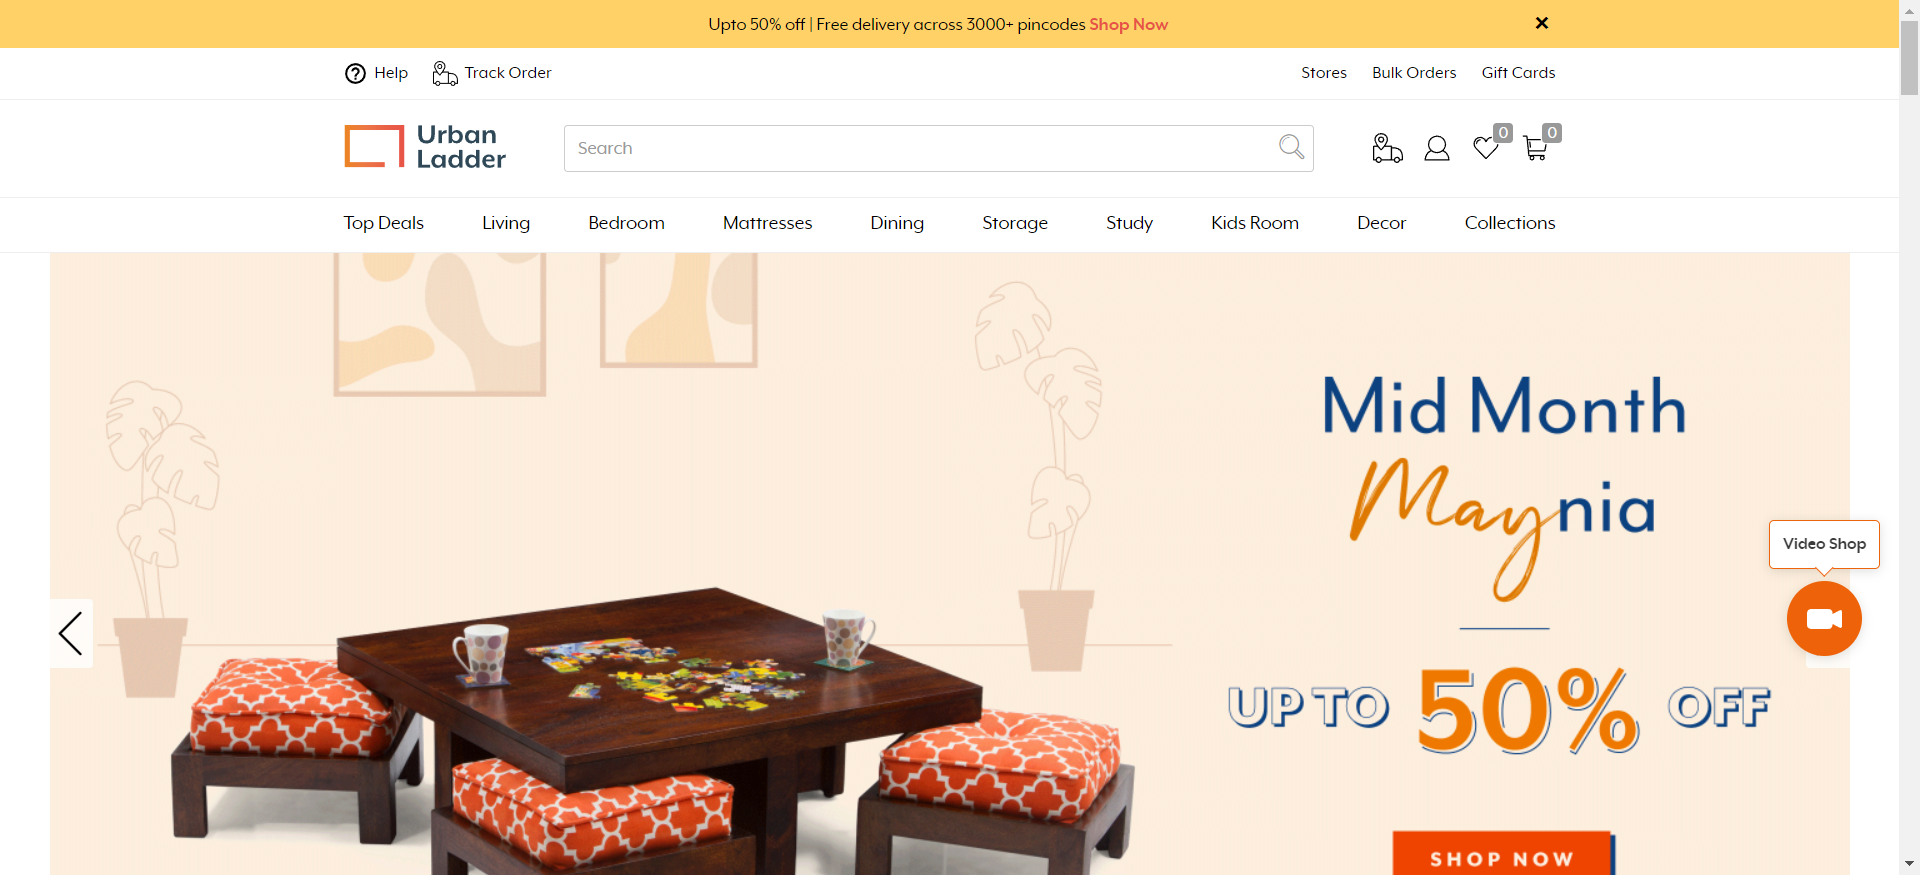 Upto 50% off | Free delivery across 3000+ pincodes Shop Now
Help Track Order Stores Bulk Orders Gift Cards
Urban
Ladder
Search
0 0
Top Deals Living Bedroom Mattresses Dining Storage Study Kids Room Decor Collections
Mid Month
Maynia
Video Shop
UP TO 50% OFF
SHOP NOW